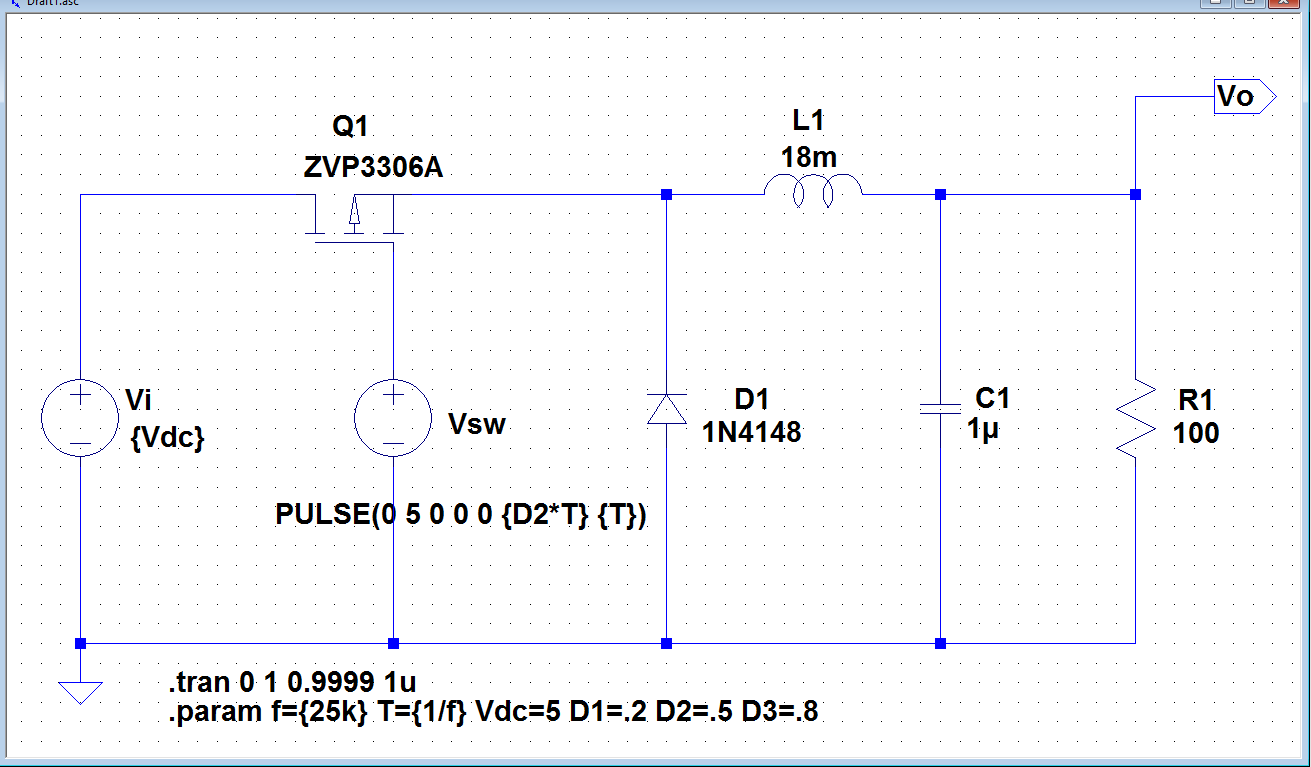 Draft1.asc
Vo
Q1
ZVP3306A
L1
18m
Vi
{Vdc}
Vsw
D1
1N4148
C1
1µ
R1
100
PULSE(0 5 0 0 0 {D2*T} {T})
.tran 0 1 0.9999 1u
.param f={25k} T={1/f} Vdc=5 D1=.2 D2=.5 D3=.8